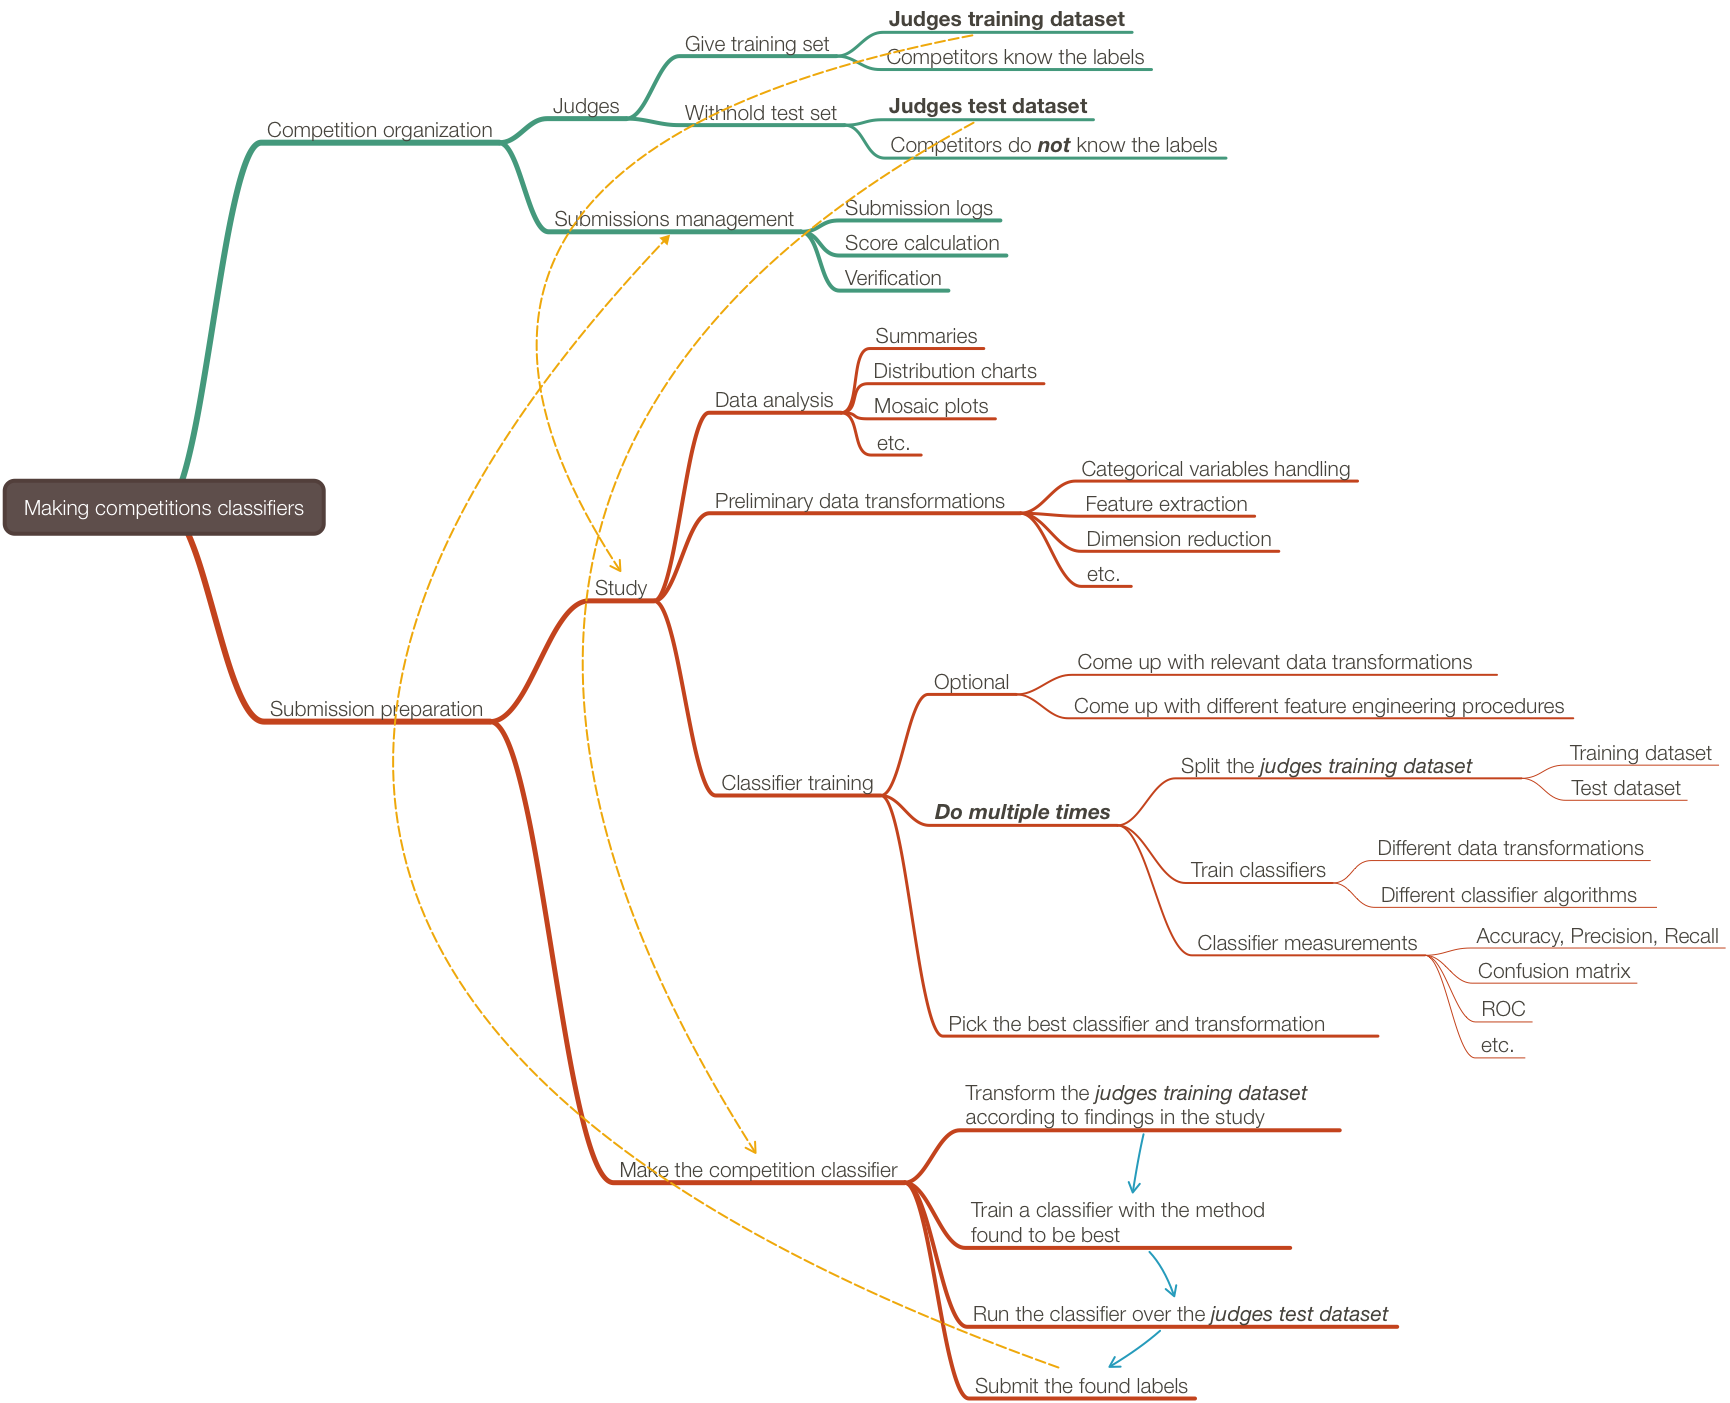 Judges training dataset
Give training set
Competitors know the labels
Judges
Withhold test set
Judges test dataset
Competition organization
Competitors do not know the labels
Submissions management
Submission logs
Score calculation
Verification
Summaries
Distribution charts
Data analysis
Mosaic plots
etc.
Categorical variables handling
Preliminary data transformations
Feature extraction
Making competitions classifiers
Dimension reduction
etc.
Study
Come up with relevant data transformations
Optional
Come up with different feature engineering procedures
Submission preparation
Training dataset
Split the judges training dataset
Test dataset
Classifier training
Do multiple times
Different data transformations
Train classifiers
Different classifier algorithms
Accuracy, Precision, Recall
Classifier measurements
Confusion matrix
ROC
etc.
Pick the best classifier and transformation
Transform the judges training dataset
according to findings in the study
Make the competition classifier
Train a classifier with the method
found to be best
Run the classifier over the judges test dataset
Submit the found labels